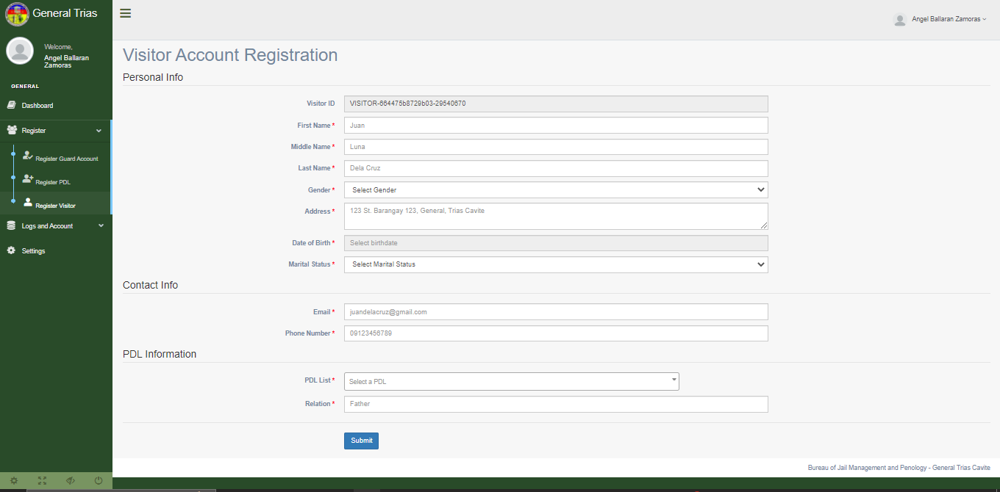 General Trias
Welcome,
Angel Ballaran
Zamoras
GENERAL
Dashboard
Register
Register Guard Account
Register PDL
Register Visitor
Logs and Account
Settings
Angel Ballaran Zamoras
Visitor Account Registration
Personal Info
Visitor ID VISITOR-664475b8729b03-29540670
First Name * Juan
Middle Name * Luna
Last Name * Dela Cruz
Gender * Select Gender
Address * 123 St. Barangay 123, General, Trias Cavite
Date of Birth * Select birthdate
Marital Status * Select Marital Status
Contact Info
Email * juandelacruz@gmail.com
Phone Number * 09123456789
PDL Information
PDL List * Select a PDL
Relation * Father
Submit
Bureau of Jail Management and Penology - General Trias Cavite